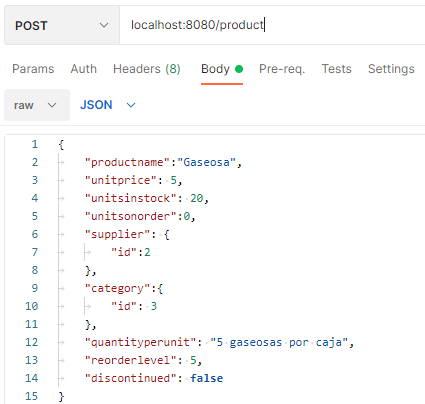 POST localhost:8080/product
Params Auth Headers (8) Body Pre-req. Tests Settings
raw JSON
1 {
2 "productname":"Gaseosa",
3 "unitprice": 5,
4 "unitsinstock": 20,
5 "unitsonorder":0,
6 "supplier": {
7 "id":2
8 },
9 "category":{
10 "id": 3
11 },
12 "quantityperunit": "5 gaseosas por caja",
13 "reorderlevel": 5,
14 "discontinued": false
15 }